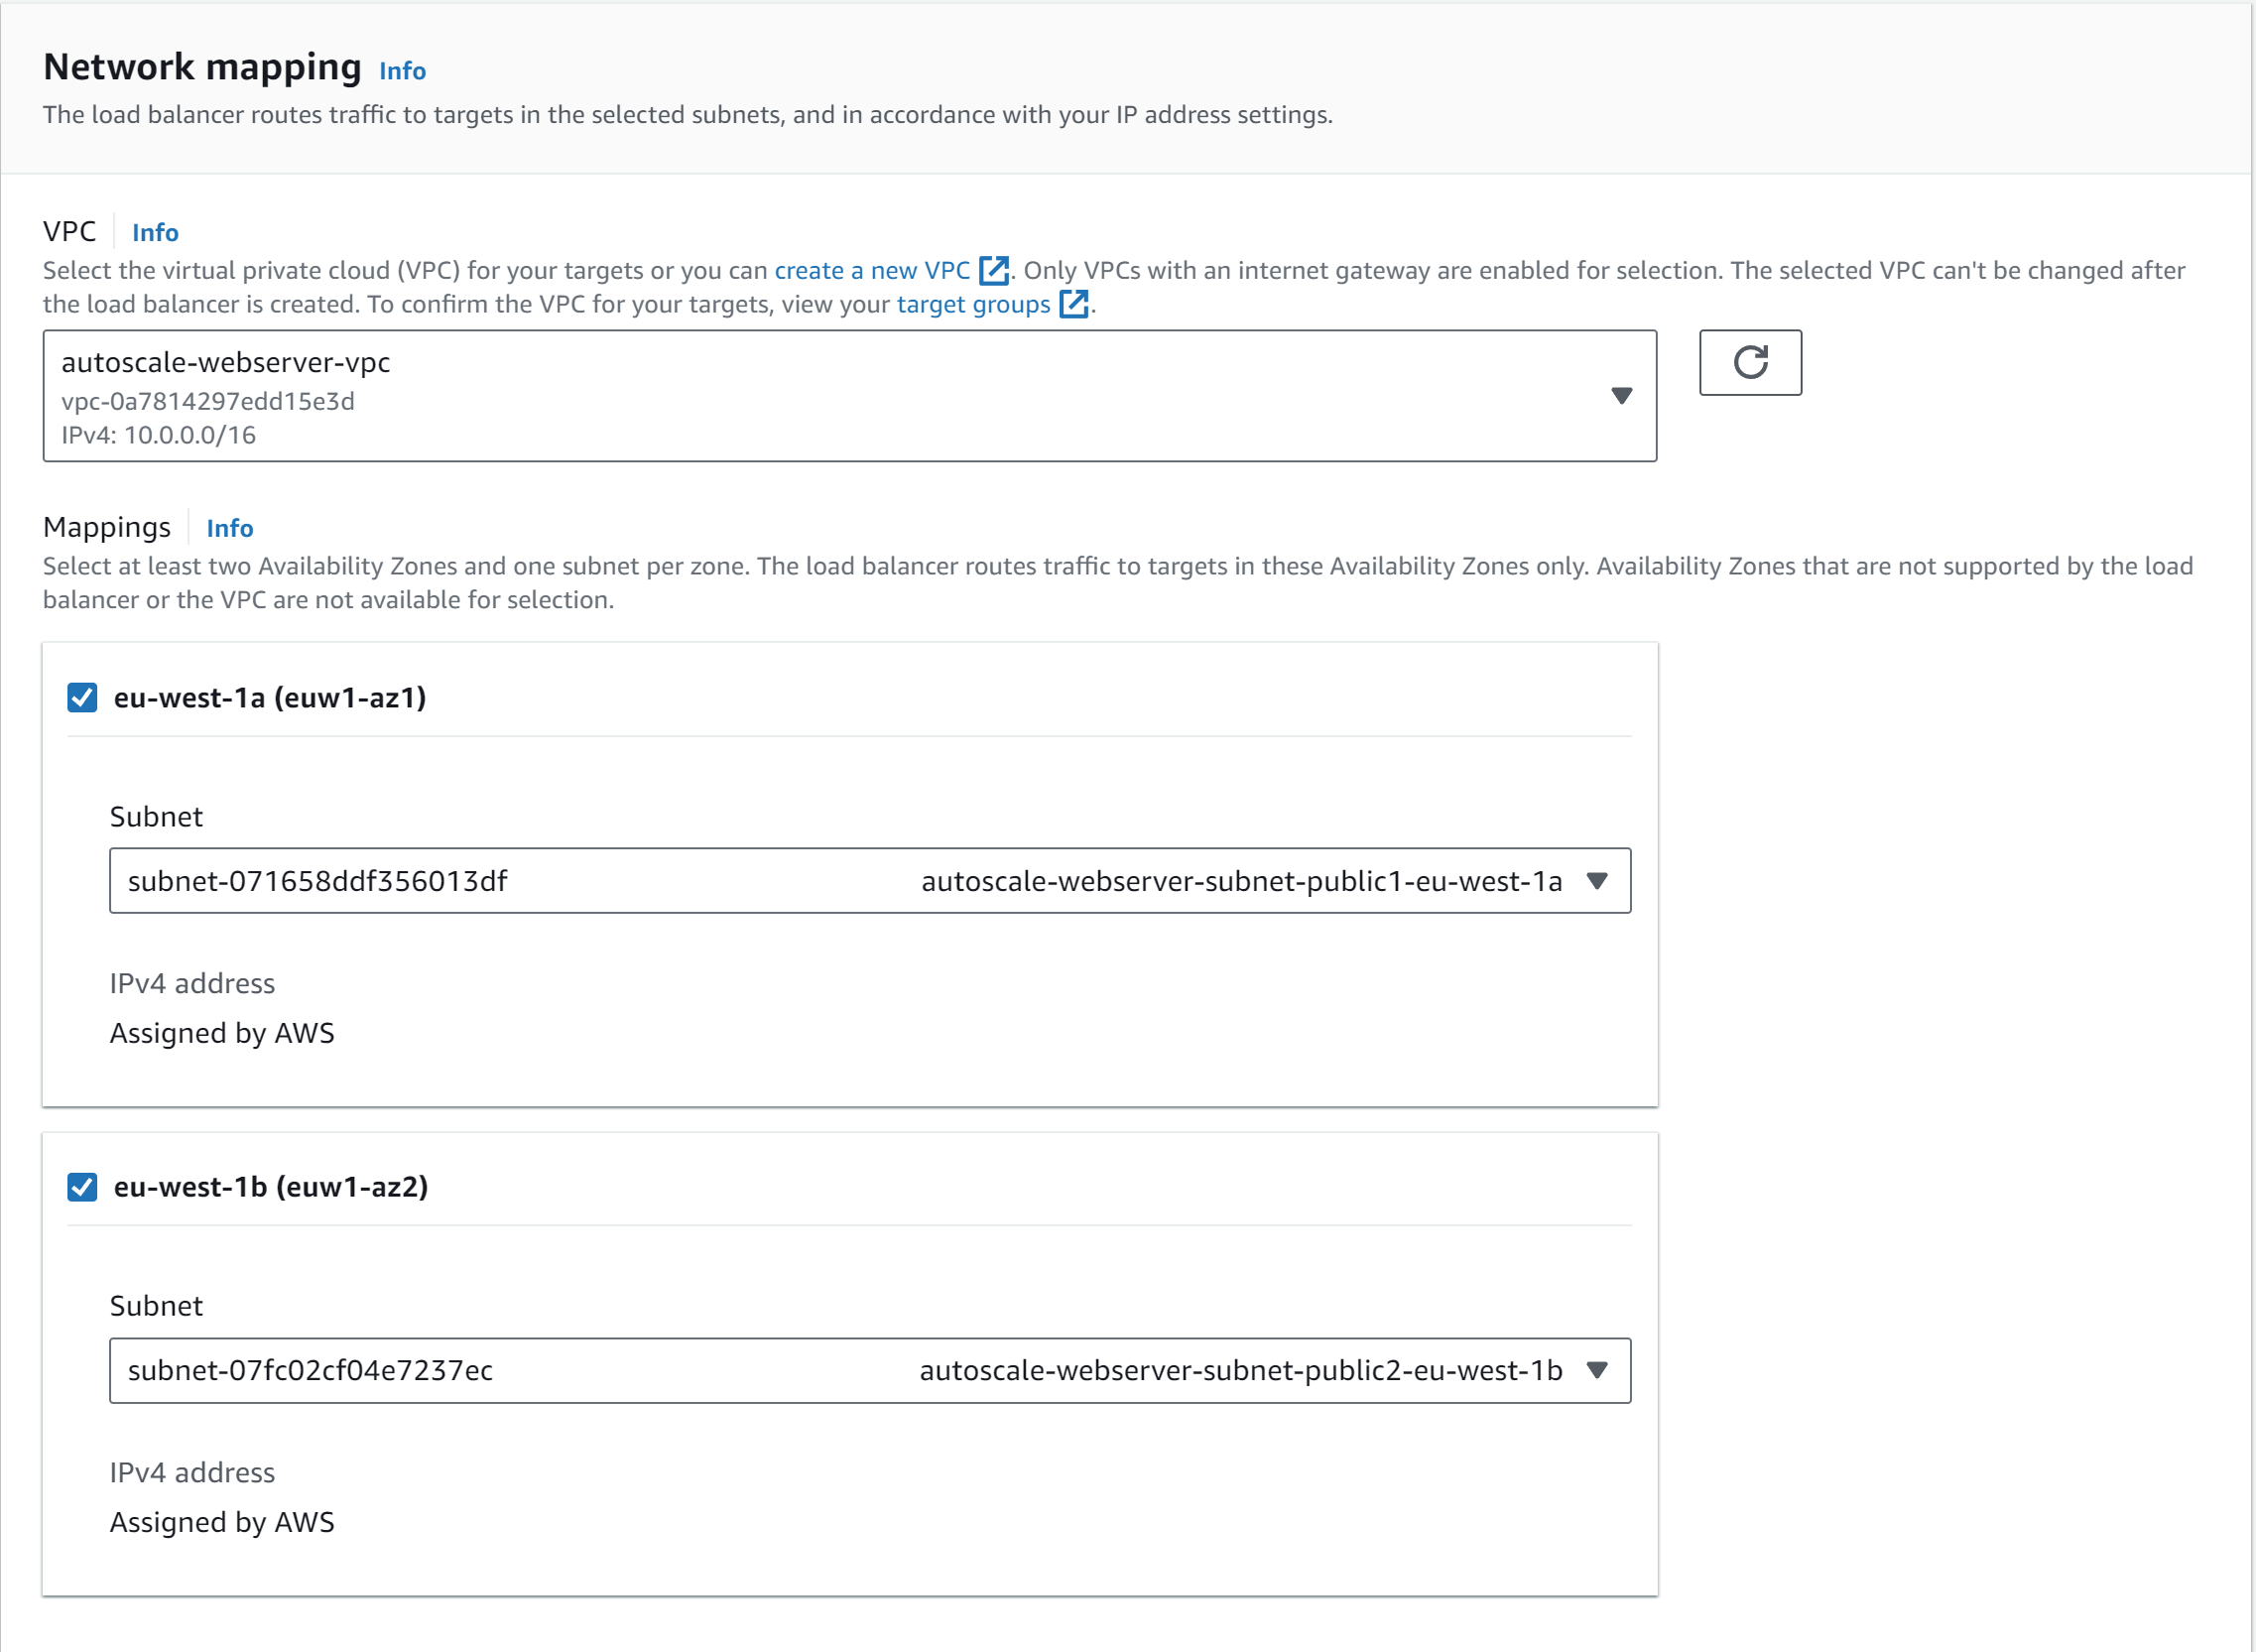 Network mapping Info
The load balancer routes traffic to targets in the selected subnets, and in accordance with your IP address settings.
VPC Info
Select the virtual private cloud (VPC) for your targets or you can create a new VPC. Only VPCs with an internet gateway are enabled for selection. The selected VPC can't be changed after
the load balancer is created. To confirm the VPC for your targets, view your target groups.
autoscale-webserver-vpc
vpc-0a7814297edd15e3d
IPv4: 10.0.0.0/16
Mappings Info
Select at least two Availability Zones and one subnet per zone. The load balancer routes traffic to targets in these Availability Zones only. Availability Zones that are not supported by the load
balancer or the VPC are not available for selection.
eu-west-1a (euw1-az1)
Subnet
subnet-071658ddf356013df autoscale-webserver-subnet-public1-eu-west-1a
IPv4 address
Assigned by AWS
eu-west-1b (euw1-az2)
Subnet
subnet-07fc02cf04e7237ec autoscale-webserver-subnet-public2-eu-west-1b
IPv4 address
Assigned by AWS